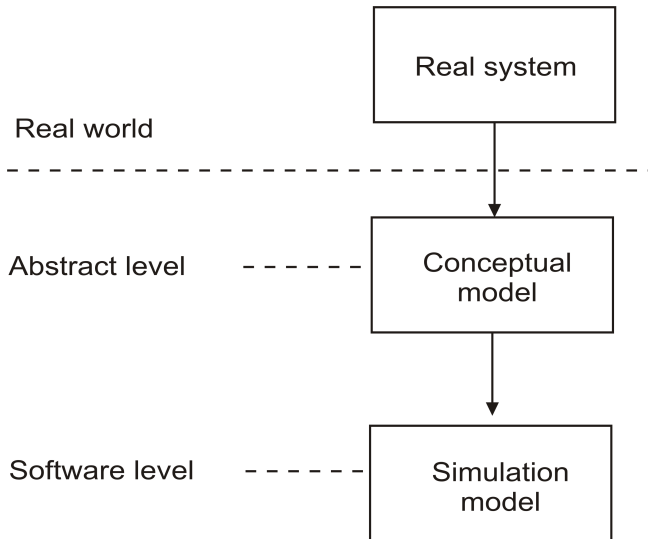 Real system
Real world
Abstract level
Conceptual
model
Software level
Simulation
model